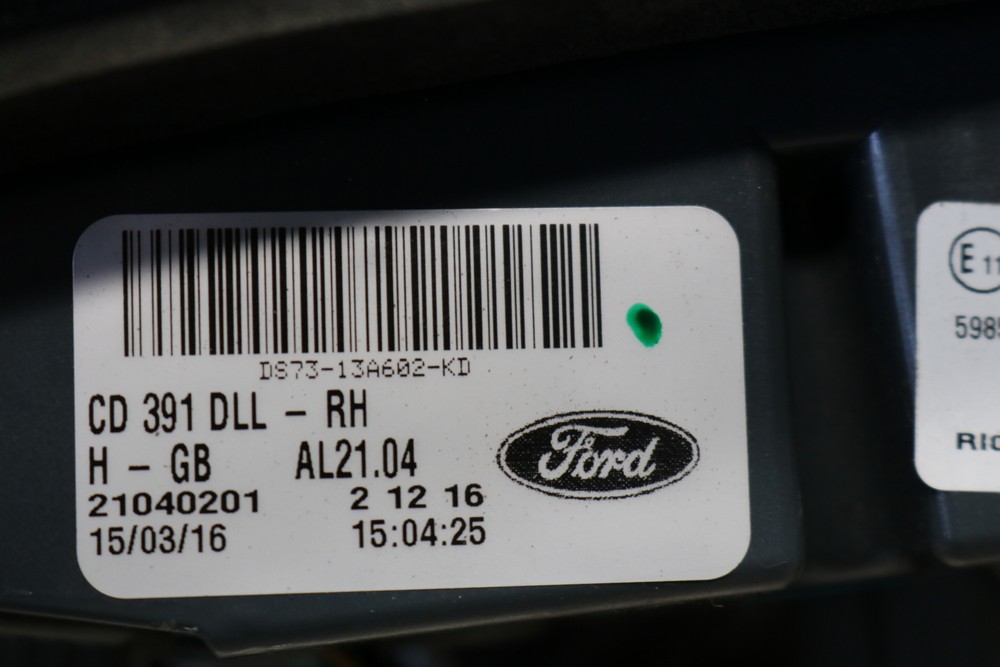 DS73-13A602-KD
CD 391 DLL - RH
H - GB AL21.04
21040201 2 12 16
15/03/16 15:04:25
Ford
E 11